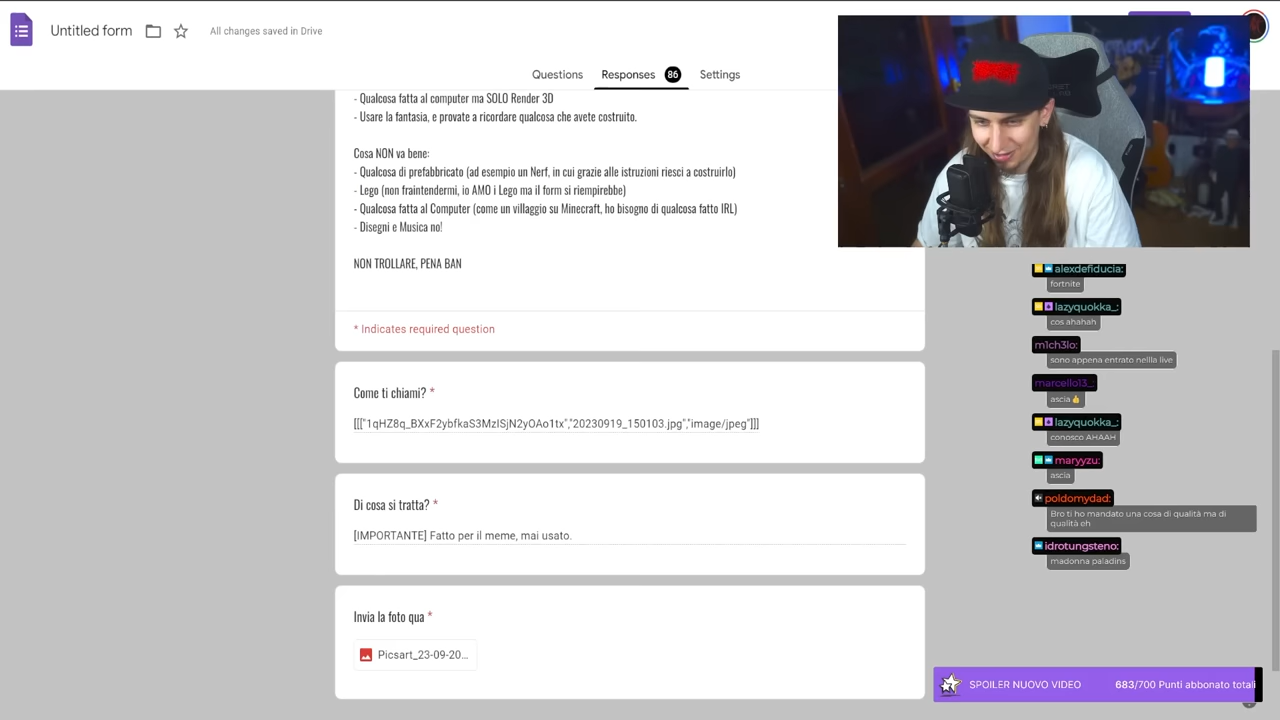 Untitled form
All changes saved in Drive
Questions
Responses 86
Settings
- Qualcosa fatta al computer ma SOLO Render 3D
- Usare la fantasia, e provate a ricordare qualcosa che avete costruito.
Cosa NON va bene:
- Qualcosa di prefabbricato (ad esempio un Nerf, in cui grazie alle istruzioni riesci a costruirlo)
- Lego (non fraintendermi, io AMO i Lego ma il form si riempirebbe)
- Qualcosa fatta al Computer (come un villaggio su Minecraft, ho bisogno di qualcosa fatto IRL)
- Disegni e Musica no!
NON TROLLARE, PENA BAN
* Indicates required question
Come ti chiami? *
[[["1qHZ8q_BXxF2ybfkaS3MzISjN2yOAo1tx","20230919_150103.jpg","image/jpeg"]]]
Di cosa si tratta? *
[IMPORTANTE] Fatto per il meme, mai usato.
Invia la foto qua *
Picsart_23-09-20...
alexdefiducia:
fortnite
lazyquokka_:
cos ahahah
m1ch3lo:
sono appena entrato nellla live
marcello13_:
ascia👍
lazyquokka_:
conosco AHAAH
maryyzu:
ascia
poldomydad:
Bro ti ho mandato una cosa di qualità ma di
qualità eh
idrotungsteno:
madonna paladins
SPOILER NUOVO VIDEO
683/700 Punti abbonato totali